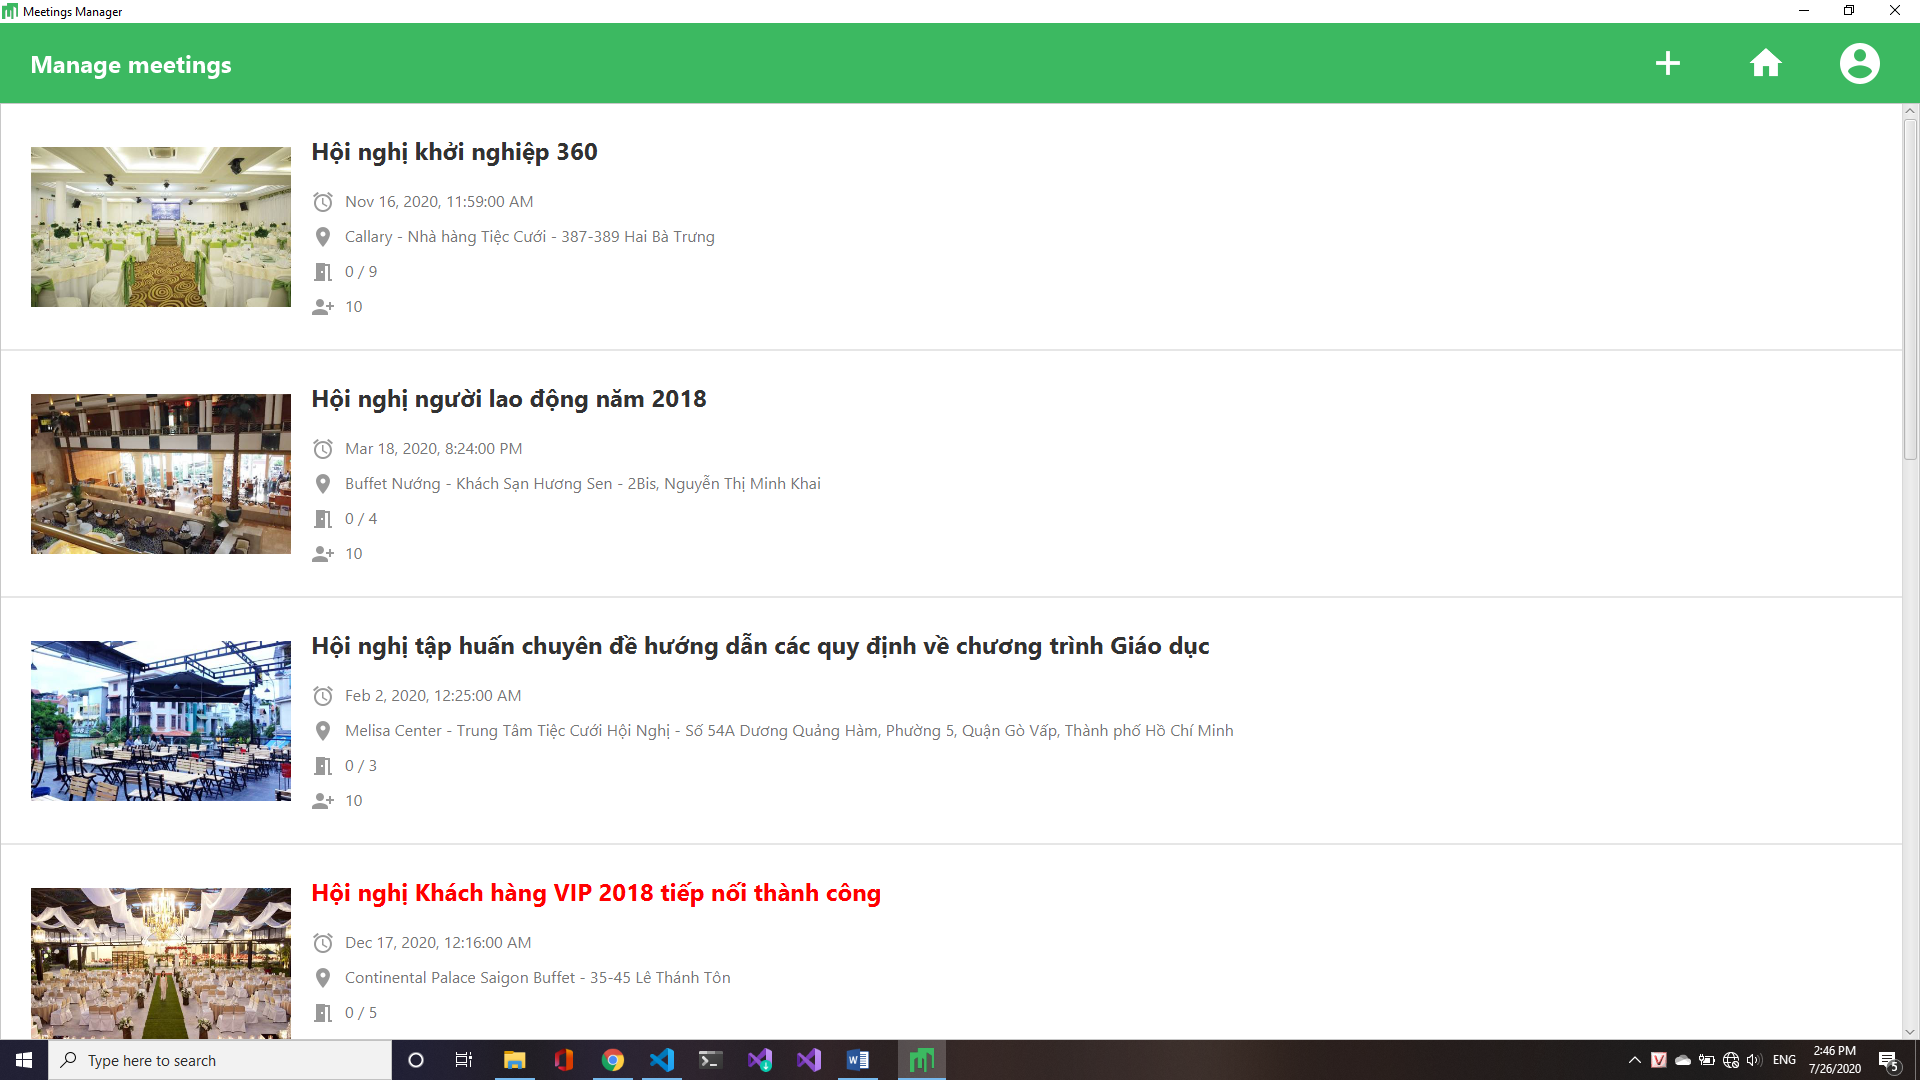 Meetings Manager
Manage meetings
Hội nghị khởi nghiệp 360
Nov 16, 2020, 11:59:00 AM
Callary - Nhà hàng Tiệc Cưới - 387-389 Hai Bà Trưng
0 / 9
10
Hội nghị người lao động năm 2018
Mar 18, 2020, 8:24:00 PM
Buffet Nướng - Khách Sạn Hương Sen - 2Bis, Nguyễn Thị Minh Khai
0 / 4
10
Hội nghị tập huấn chuyên đề hướng dẫn các quy định về chương trình Giáo dục
Feb 2, 2020, 12:25:00 AM
Melisa Center - Trung Tâm Tiệc Cưới Hội Nghị - Số 54A Dương Quảng Hàm, Phường 5, Quận Gò Vấp, Thành phố Hồ Chí Minh
0 / 3
10
Hội nghị Khách hàng VIP 2018 tiếp nối thành công
Dec 17, 2020, 12:16:00 AM
Continental Palace Saigon Buffet - 35-45 Lê Thánh Tôn
0 / 5
Type here to search
ENG
2:46 PM
7/26/2020
5